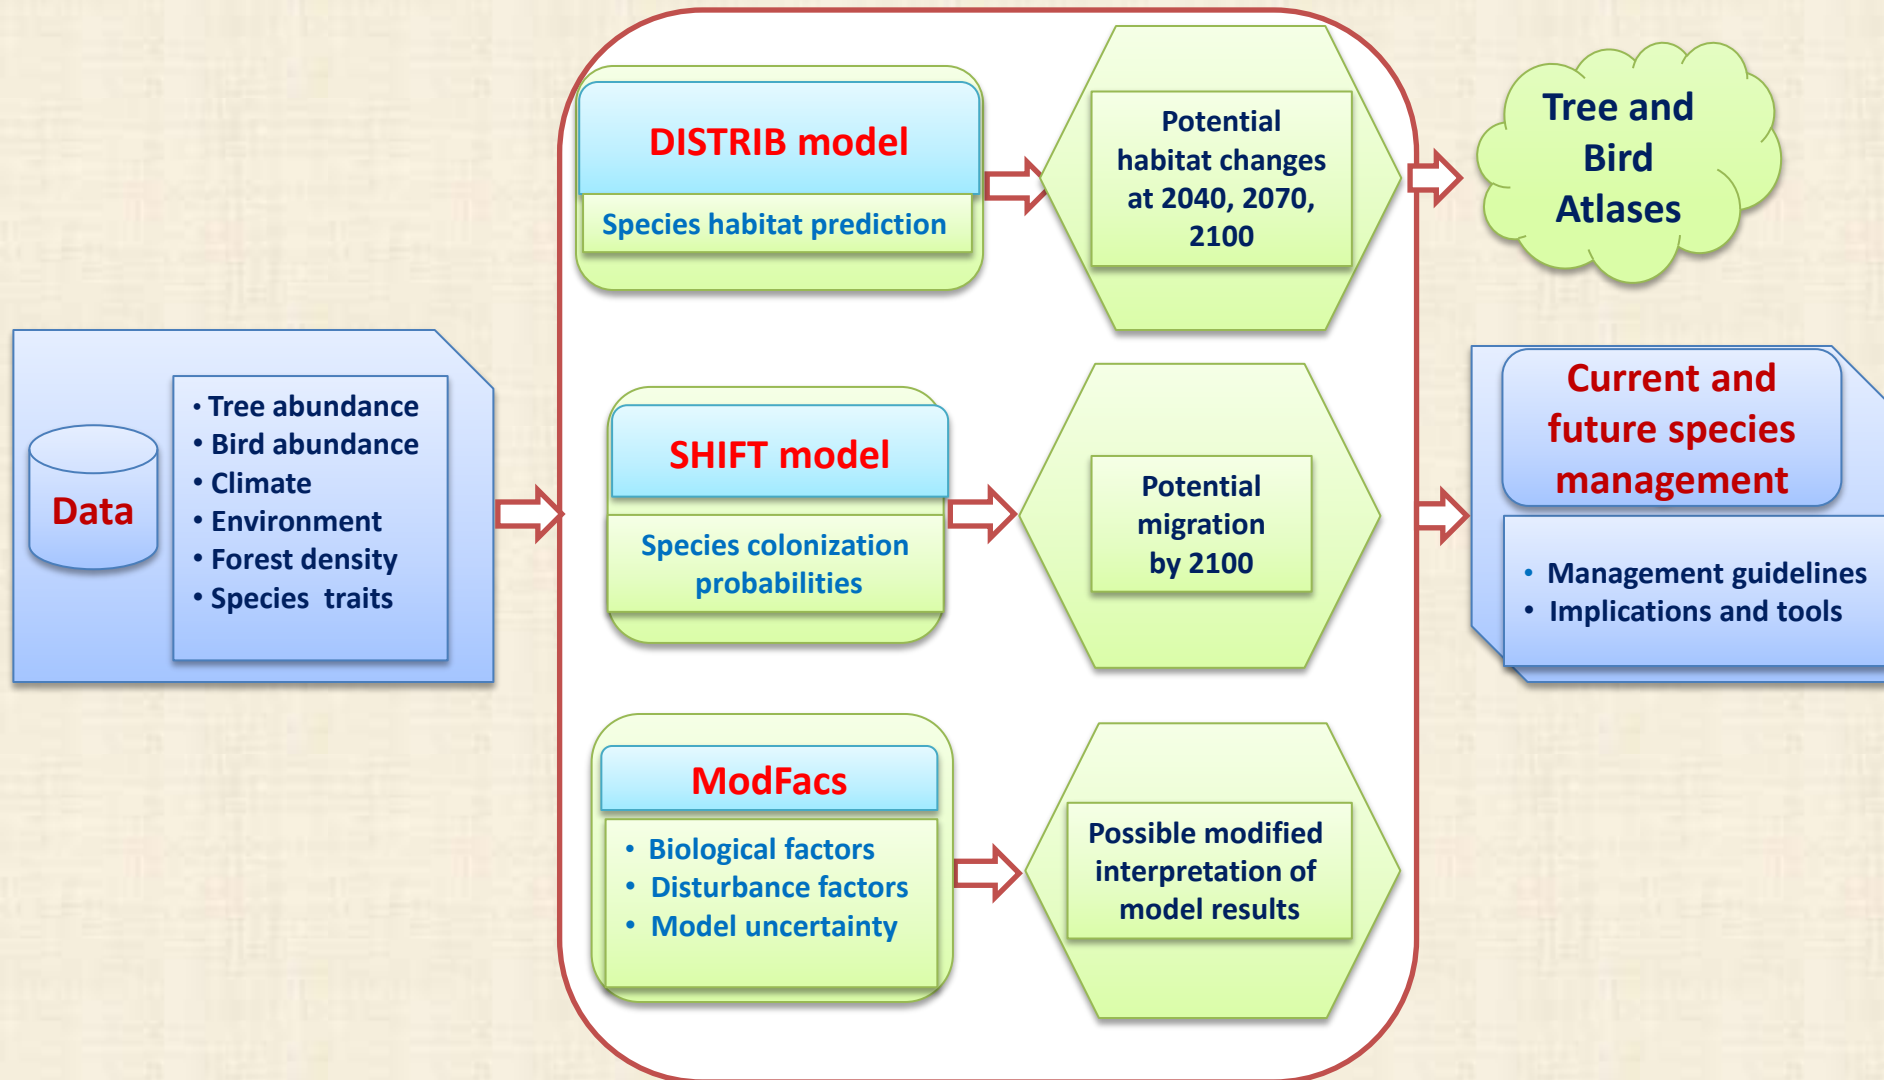 Data
• Tree abundance
• Bird abundance
• Climate
• Environment
• Forest density
• Species traits
DISTRIB model
Species habitat prediction
Potential
habitat changes
at 2040, 2070,
2100
Tree and
Bird
Atlases
SHIFT model
Species colonization
probabilities
Potential
migration
by 2100
Current and
future species
management
• Management guidelines
• Implications and tools
ModFacs
• Biological factors
• Disturbance factors
• Model uncertainty
Possible modified
interpretation of
model results